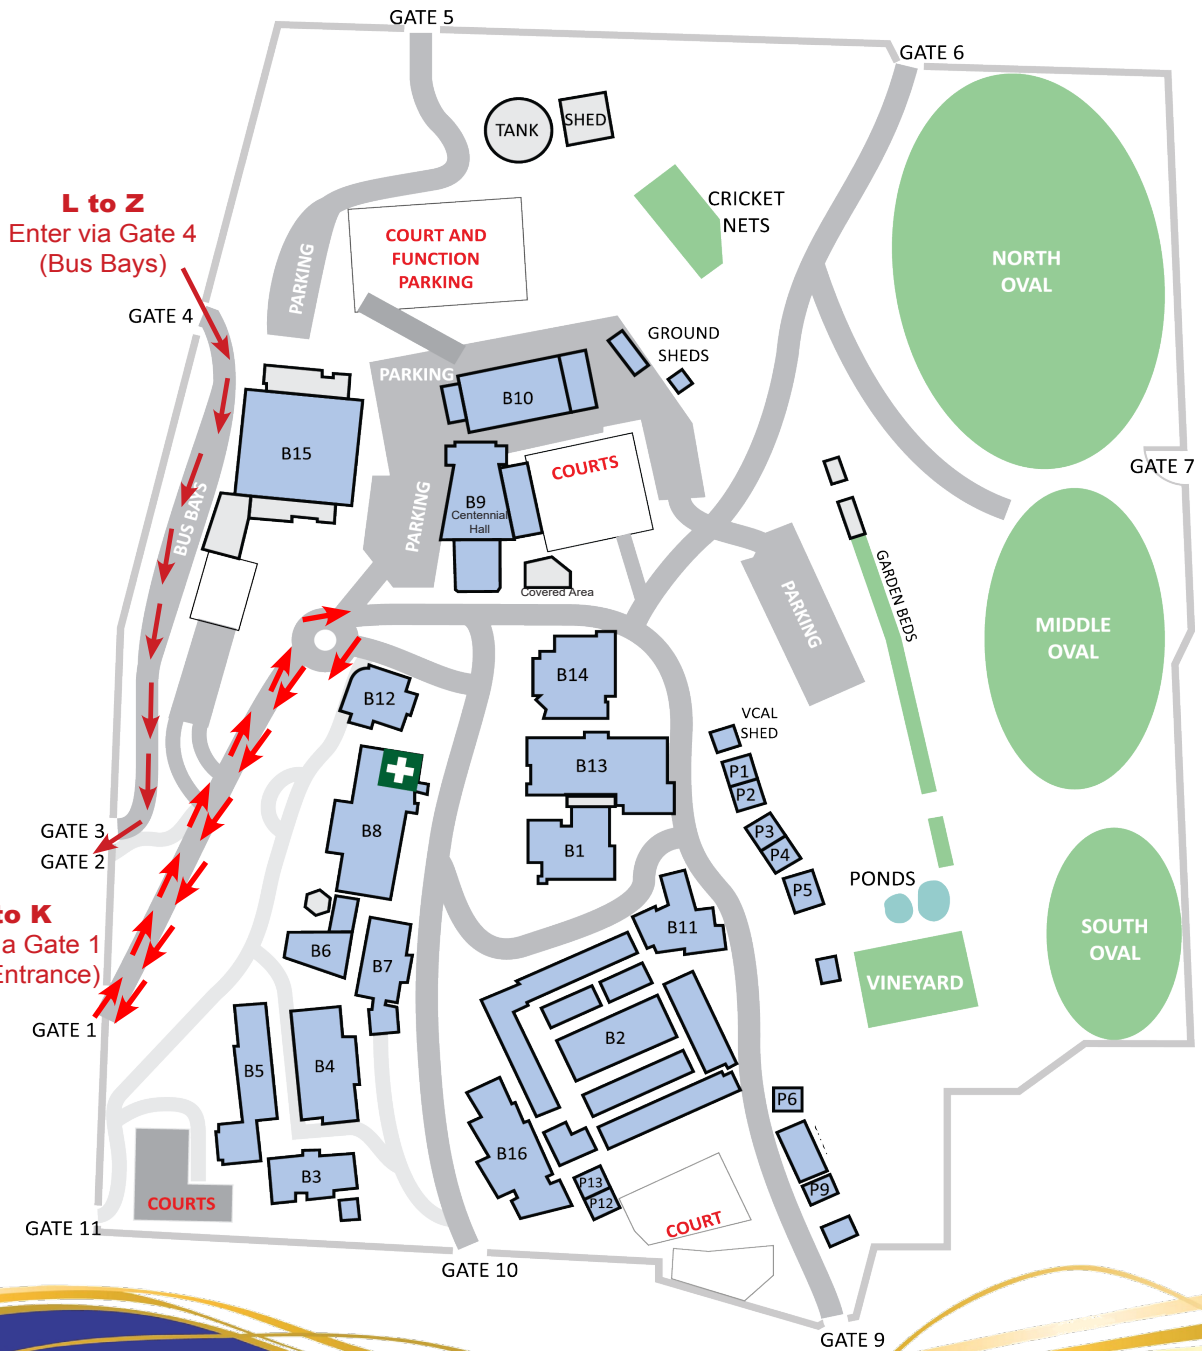 GATE 5
GATE 6
TANK
SHED
CRICKET
NETS
L to Z
Enter via Gate 4
(Bus Bays)
COURT AND
FUNCTION
PARKING
PARKING
NORTH
OVAL
GATE 4
GROUND
SHEDS
PARKING
B10
B15
COURTS
GATE 7
B9
Centennial
Hall
PARKING
BUS BAYS
Covered Area
GARDEN BEDS
PARKING
MIDDLE
OVAL
B14
B12
VCAL
SHED
B13
P1
P2
B8
P3
P4
B1
GATE 3
GATE 2
P5
PONDS
to K
a Gate 1
Entrance)
B11
SOUTH
OVAL
B6
B7
VINEYARD
GATE 1
B2
B5
B4
P6
B16
B3
P13
P12
P9
COURTS
COURT
GATE 11
GATE 10
GATE 9